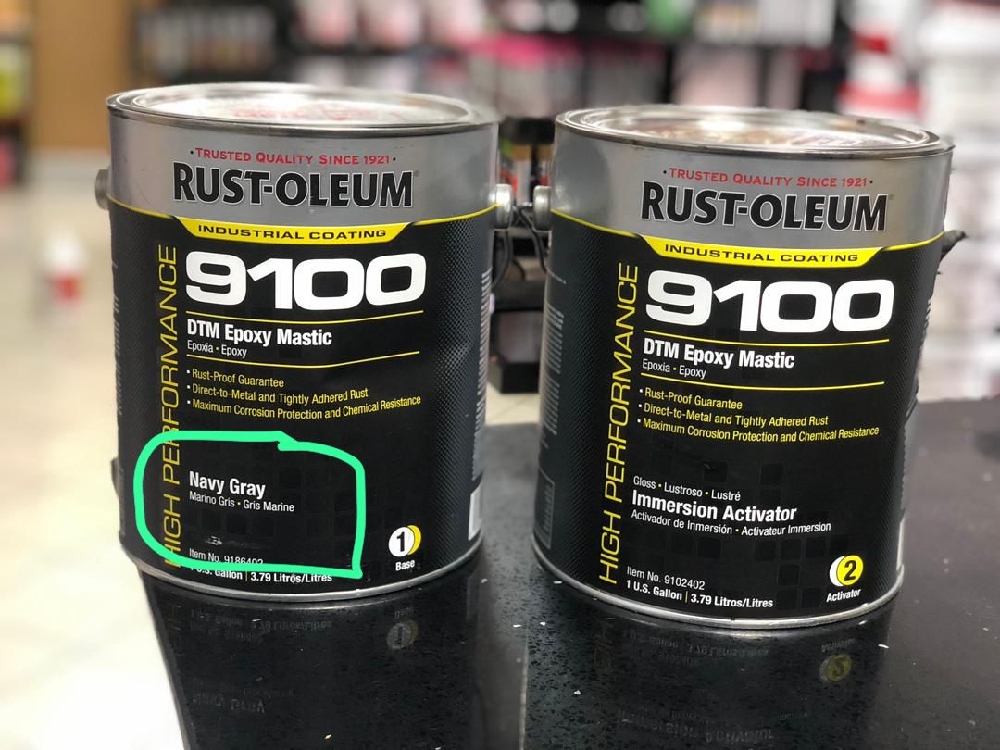 TRUSTED QUALITY SINCE 1921
RUST-OLEUM
INDUSTRIAL COATING
HIGH PERFORMANCE
9100
DTM Epoxy Mastic
Epoxia • Epoxy
• Rust-Proof Guarantee
• Direct-to-Metal and Tightly Adhered Rust
• Maximum Corrosion Protection and Chemical Resistance
Navy Gray
Marino Gris • Gris Marine
Item No. 9186402
1 U.S. Gallon | 3.79 Litros/Litres
1
Base
• TRUSTED QUALITY SINCE 1921 •
RUST-OLEUM
INDUSTRIAL COATING
HIGH PERFORMANCE
9100
DTM Epoxy Mastic
Epoxia • Epoxy
• Rust-Proof Guarantee
• Direct-to-Metal and Tightly Adhered Rust
• Maximum Corrosion Protection and Chemical Resistance
Gloss • Lustroso • Lustré
Immersion Activator
Activador de Inmersión • Activateur Immersion
Item No. 9102402
1 U.S. Gallon | 3.79 Litros/Litres
2
Activator